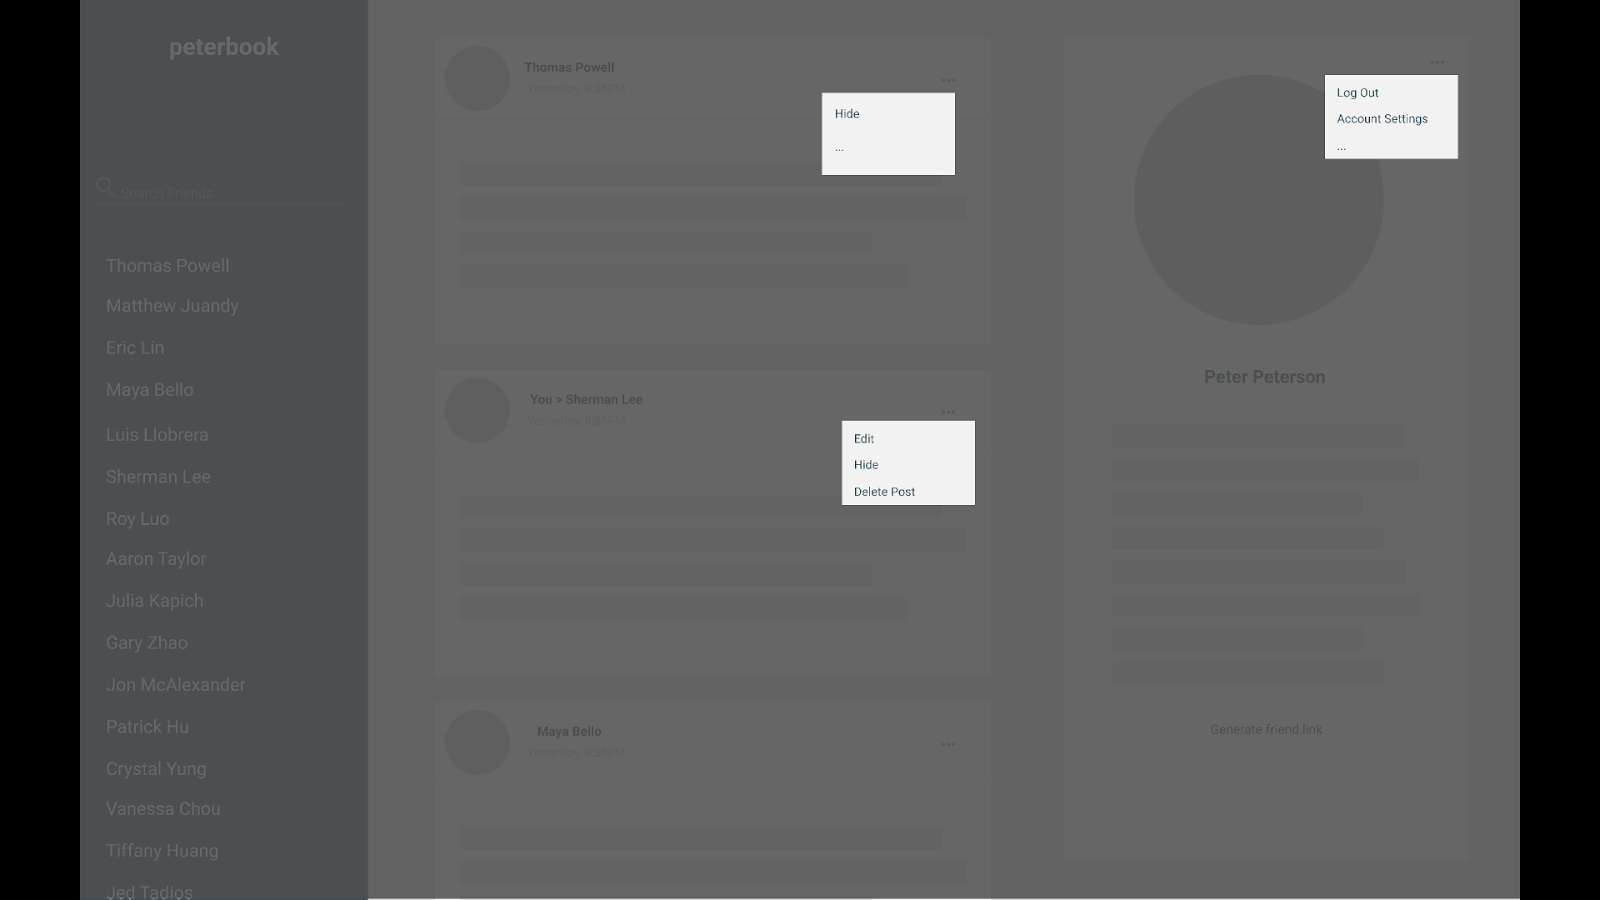 peterbook
Search Friends
Thomas Powell
Matthew Juandy
Eric Lin
Maya Bello
Luis Llobrera
Sherman Lee
Roy Luo
Aaron Taylor
Julia Kapich
Gary Zhao
Jon McAlexander
Patrick Hu
Crystal Yung
Vanessa Chou
Tiffany Huang
Jed Tadios
Thomas Powell
Yesterday, 9:56PM
...
Hide
...
You > Sherman Lee
Yesterday, 9:56PM
...
Edit
Hide
Delete Post
Maya Bello
Yesterday, 9:56PM
...
...
Log Out
Account Settings
...
Peter Peterson
Generate friend link